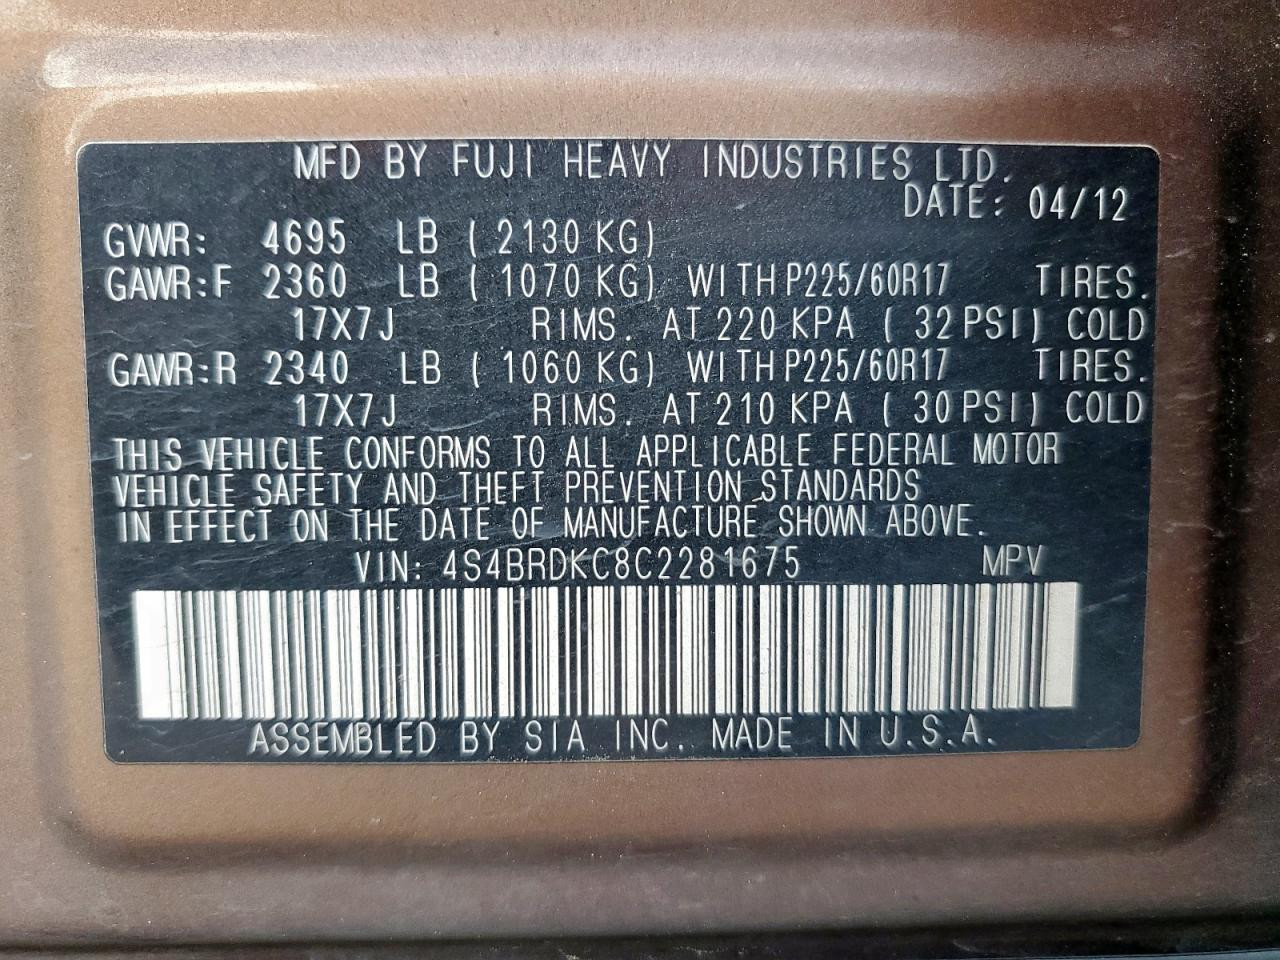 MFD BY FUJI HEAVY INDUSTRIES LTD.
DATE: 04/12
GVWR: 4695 LB ( 2130 KG)
GAWR:F 2360 LB ( 1070 KG) WITH P225/60R17 TIRES.
17X7J RIMS. AT 220 KPA ( 32 PSI) COLD
GAWR:R 2340 LB ( 1060 KG) WITH P225/60R17 TIRES.
17X7J RIMS. AT 210 KPA ( 30 PSI) COLD
THIS VEHICLE CONFORMS TO ALL APPLICABLE FEDERAL MOTOR
VEHICLE SAFETY AND THEFT PREVENTION STANDARDS
IN EFFECT ON THE DATE OF MANUFACTURE SHOWN ABOVE.
VIN: 4S4BRDKC8C2281675 MPV
ASSEMBLED BY SIA INC. MADE IN U.S.A.